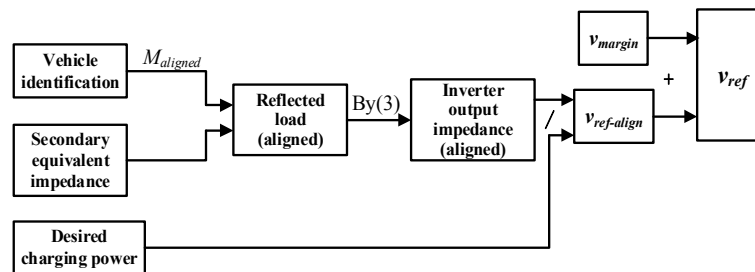 Vehicle
identification
M_aligned
Secondary
equivalent
impedance
Desired
charging power
Reflected
load
(aligned)
By(3)
Inverter
output
impedance
(aligned)
/
v_margin
+
v_ref-align
v_ref